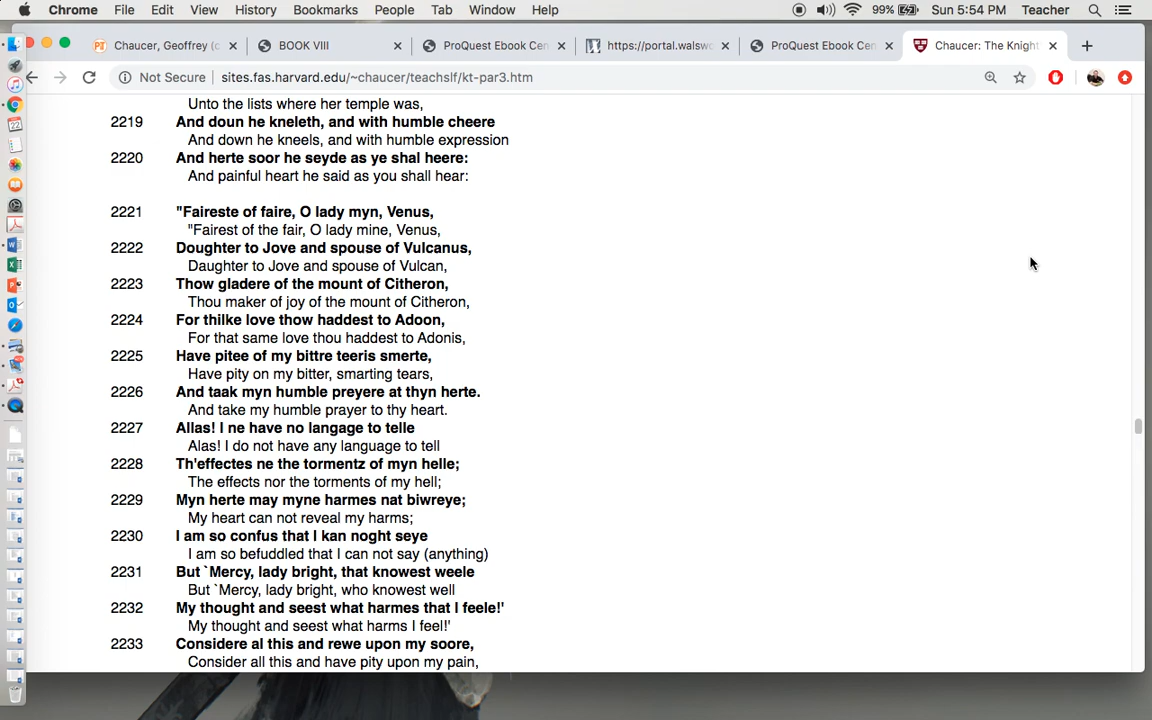 Chrome File Edit View History Bookmarks People Tab Window Help 99% Sun 5:54 PM Teacher
Chaucer, Geoffrey (c BOOK VIII ProQuest Ebook Cen https://portal.walswo ProQuest Ebook Cen Chaucer: The Knight
Not Secure sites.fas.harvard.edu/~chaucer/teachslf/kt-par3.htm
Unto the lists where her temple was,
2219 And doun he kneleth, and with humble cheere
And down he kneels, and with humble expression
2220 And herte soor he seyde as ye shal heere:
And painful heart he said as you shall hear:
2221 "Faireste of faire, O lady myn, Venus,
"Fairest of the fair, O lady mine, Venus,
2222 Doughter to Jove and spouse of Vulcanus,
Daughter to Jove and spouse of Vulcan,
2223 Thow gladere of the mount of Citheron,
Thou maker of joy of the mount of Citheron,
2224 For thilke love thow haddest to Adoon,
For that same love thou haddest to Adonis,
2225 Have pitee of my bittre teeris smerte,
Have pity on my bitter, smarting tears,
2226 And taak myn humble preyere at thyn herte.
And take my humble prayer to thy heart.
2227 Allas! I ne have no langage to telle
Alas! I do not have any language to tell
2228 Th'effectes ne the tormentz of myn helle;
The effects nor the torments of my hell;
2229 Myn herte may myne harmes nat biwreye;
My heart can not reveal my harms;
2230 I am so confus that I kan noght seye
I am so befuddled that I can not say (anything)
2231 But `Mercy, lady bright, that knowest weele
But `Mercy, lady bright, who knowest well
2232 My thought and seest what harmes that I feele!'
My thought and seest what harms I feel!'
2233 Considere al this and rewe upon my soore,
Consider all this and have pity upon my pain,